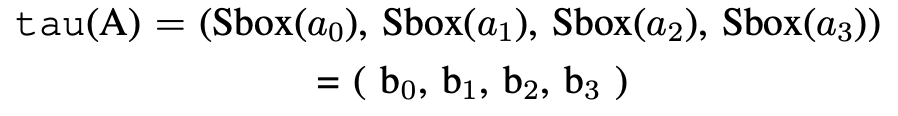 tau(A) = (Sbox(a₀), Sbox(a₁), Sbox(a₂), Sbox(a₃))
= ( b₀, b₁, b₂, b₃ )